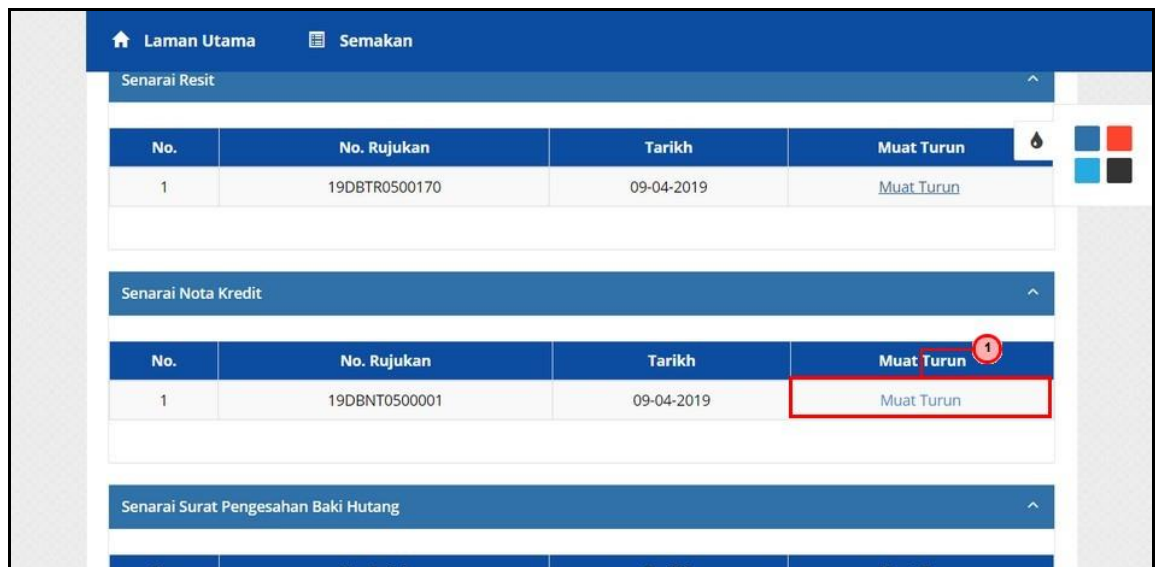 Laman Utama Semakan
Senarai Resit
No. No. Rujukan Tarikh Muat Turun
1 19DBTR0500170 09-04-2019 Muat Turun
Senarai Nota Kredit
1
No. No. Rujukan Tarikh Muat Turun
1 19DBNT0500001 09-04-2019 Muat Turun
Senarai Surat Pengesahan Baki Hutang